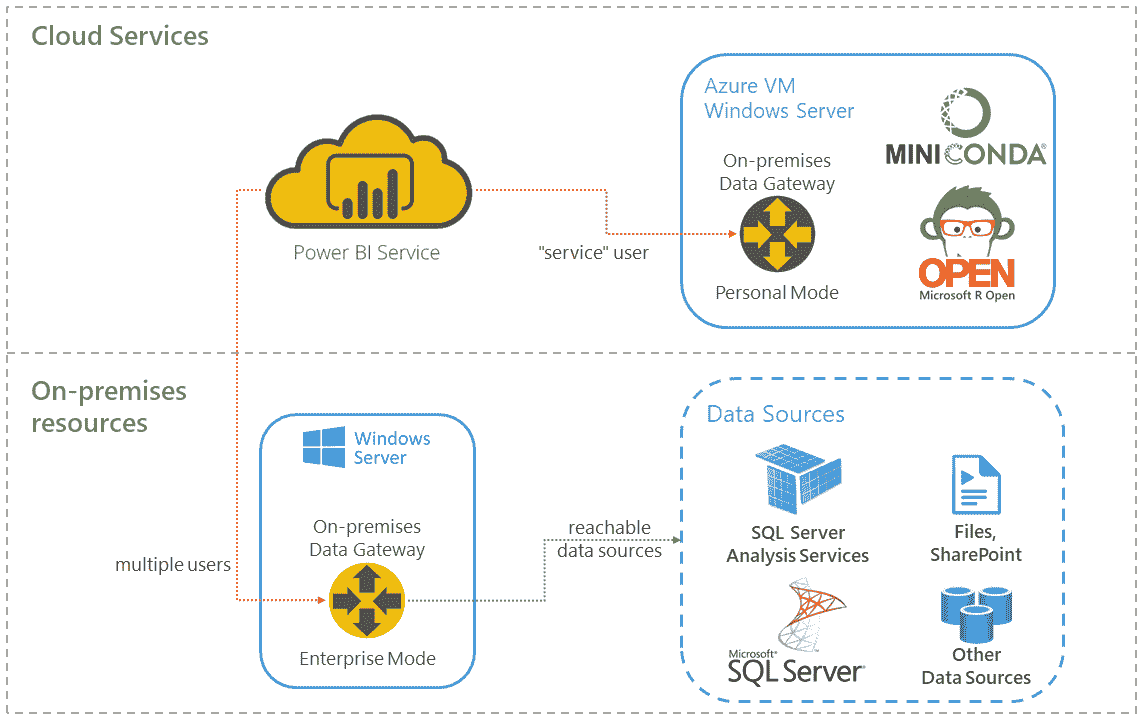 Cloud Services
Azure VM
Windows Server
MINICONDA®
On-premises
Data Gateway
Power BI Service
"service" user
OPEN
Microsoft R Open
Personal Mode
On-premises
resources
Windows
Server
On-premises
Data Gateway
multiple users
Enterprise Mode
reachable
data sources
Data Sources
SQL Server
Analysis Services
Files,
SharePoint
Microsoft®
SQL Server®
Other
Data Sources